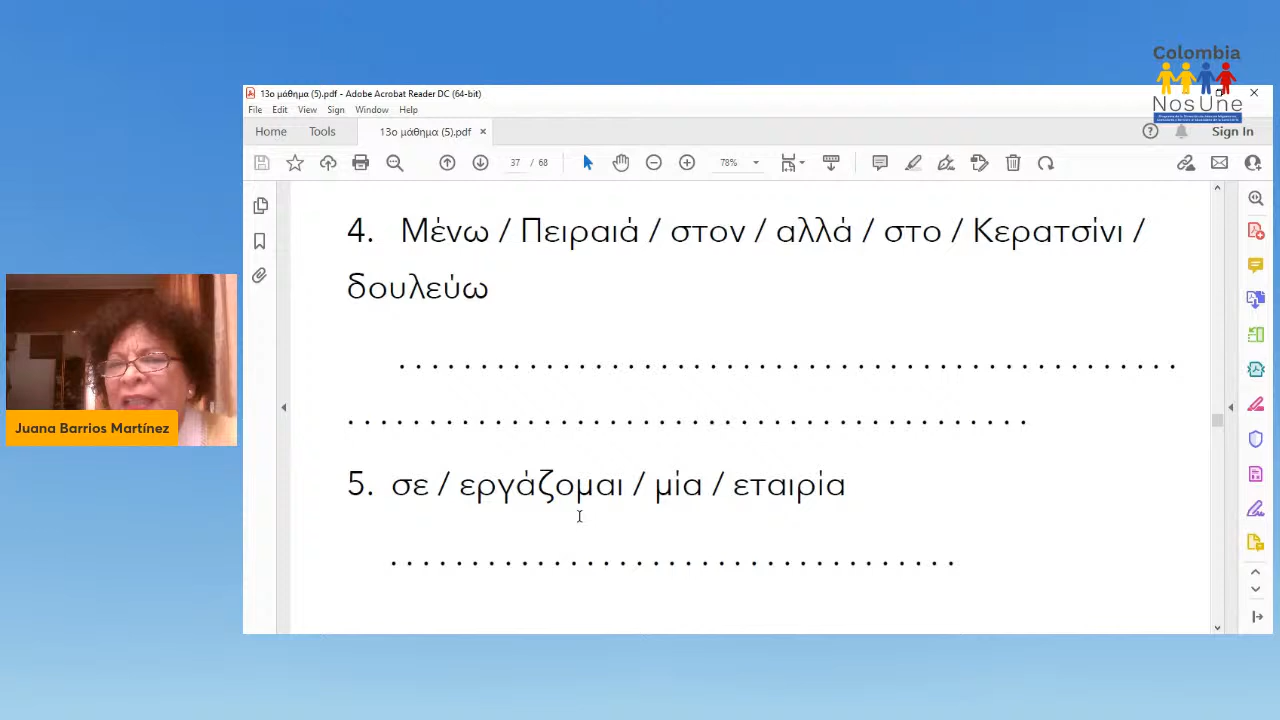 Colombia
NosUne
13ο μάθημα (5).pdf - Adobe Acrobat Reader DC (64-bit)
File Edit View Sign Window Help
Home Tools 13ο μάθημα (5).pdf × Sign In
37 / 68 78%
4. Μένω / Πειραιά / στον / αλλά / στο / Κερατσίνι /
δουλεύω
. . . . . . . . . . . . . . . . . . . . . . . . . . . . . . . . . . . . . . . . . . . . . . . .
. . . . . . . . . . . . . . . . . . . . . . . . . . . . . . . . . . . . . . . . . .
5. σε / εργάζομαι / μία / εταιρία
. . . . . . . . . . . . . . . . . . . . . . . . . . . . . . . . . . .
Juana Barrios Martínez